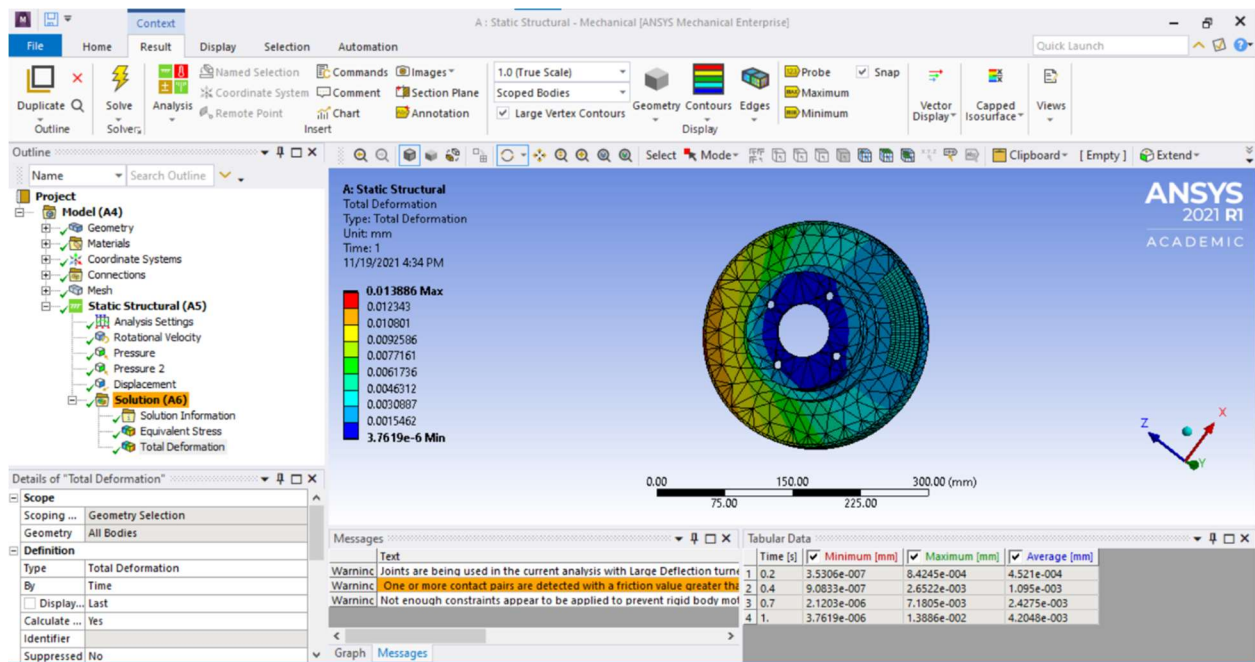 Context
A : Static Structural - Mechanical [ANSYS Mechanical Enterprise]
File Home Result Display Selection Automation
Quick Launch
Duplicate
Outline
Solve
Solver
Analysis
Named Selection
Coordinate System
Remote Point
Commands
Comment
Chart
Images
Section Plane
Annotation
Insert
1.0 (True Scale)
Scoped Bodies
Large Vertex Contours
Geometry Contours Edges
Probe
Maximum
Minimum
Snap
Display
Vector
Display
Capped
Isosurface
Views
Outline
Name
Search Outline
Select Mode
Clipboard [ Empty ] Extend
Project
Model (A4)
Geometry
Materials
Coordinate Systems
Connections
Mesh
Static Structural (A5)
Analysis Settings
Rotational Velocity
Pressure
Pressure 2
Displacement
Solution (A6)
Solution Information
Equivalent Stress
Total Deformation
A: Static Structural
Total Deformation
Type: Total Deformation
Unit: mm
Time: 1
11/19/2021 4:34 PM
0.013886 Max
0.012343
0.010801
0.0092586
0.0077161
0.0061736
0.0046312
0.0030887
0.0015462
3.7619e-6 Min
ANSYS
2021 R1
ACADEMIC
Z X Y
0.00 150.00 300.00 (mm)
75.00 225.00
Details of "Total Deformation"
Scope
Scoping ... Geometry Selection
Geometry All Bodies
Definition
Type Total Deformation
By Time
Display... Last
Calculate ... Yes
Identifier
Suppressed No
Messages
Text
Warninc Joints are being used in the current analysis with Large Deflection turne
Warninc One or more contact pairs are detected with a friction value greater tha
Warninc Not enough constraints appear to be applied to prevent rigid body mot
Graph Messages
Tabular Data
Time [s] Minimum [mm] Maximum [mm] Average [mm]
1 0.2 3.5306e-007 8.4245e-004 4.521e-004
2 0.4 9.0833e-007 2.6522e-003 1.095e-003
3 0.7 2.1203e-006 7.1805e-003 2.4275e-003
4 1. 3.7619e-006 1.3886e-002 4.2048e-003